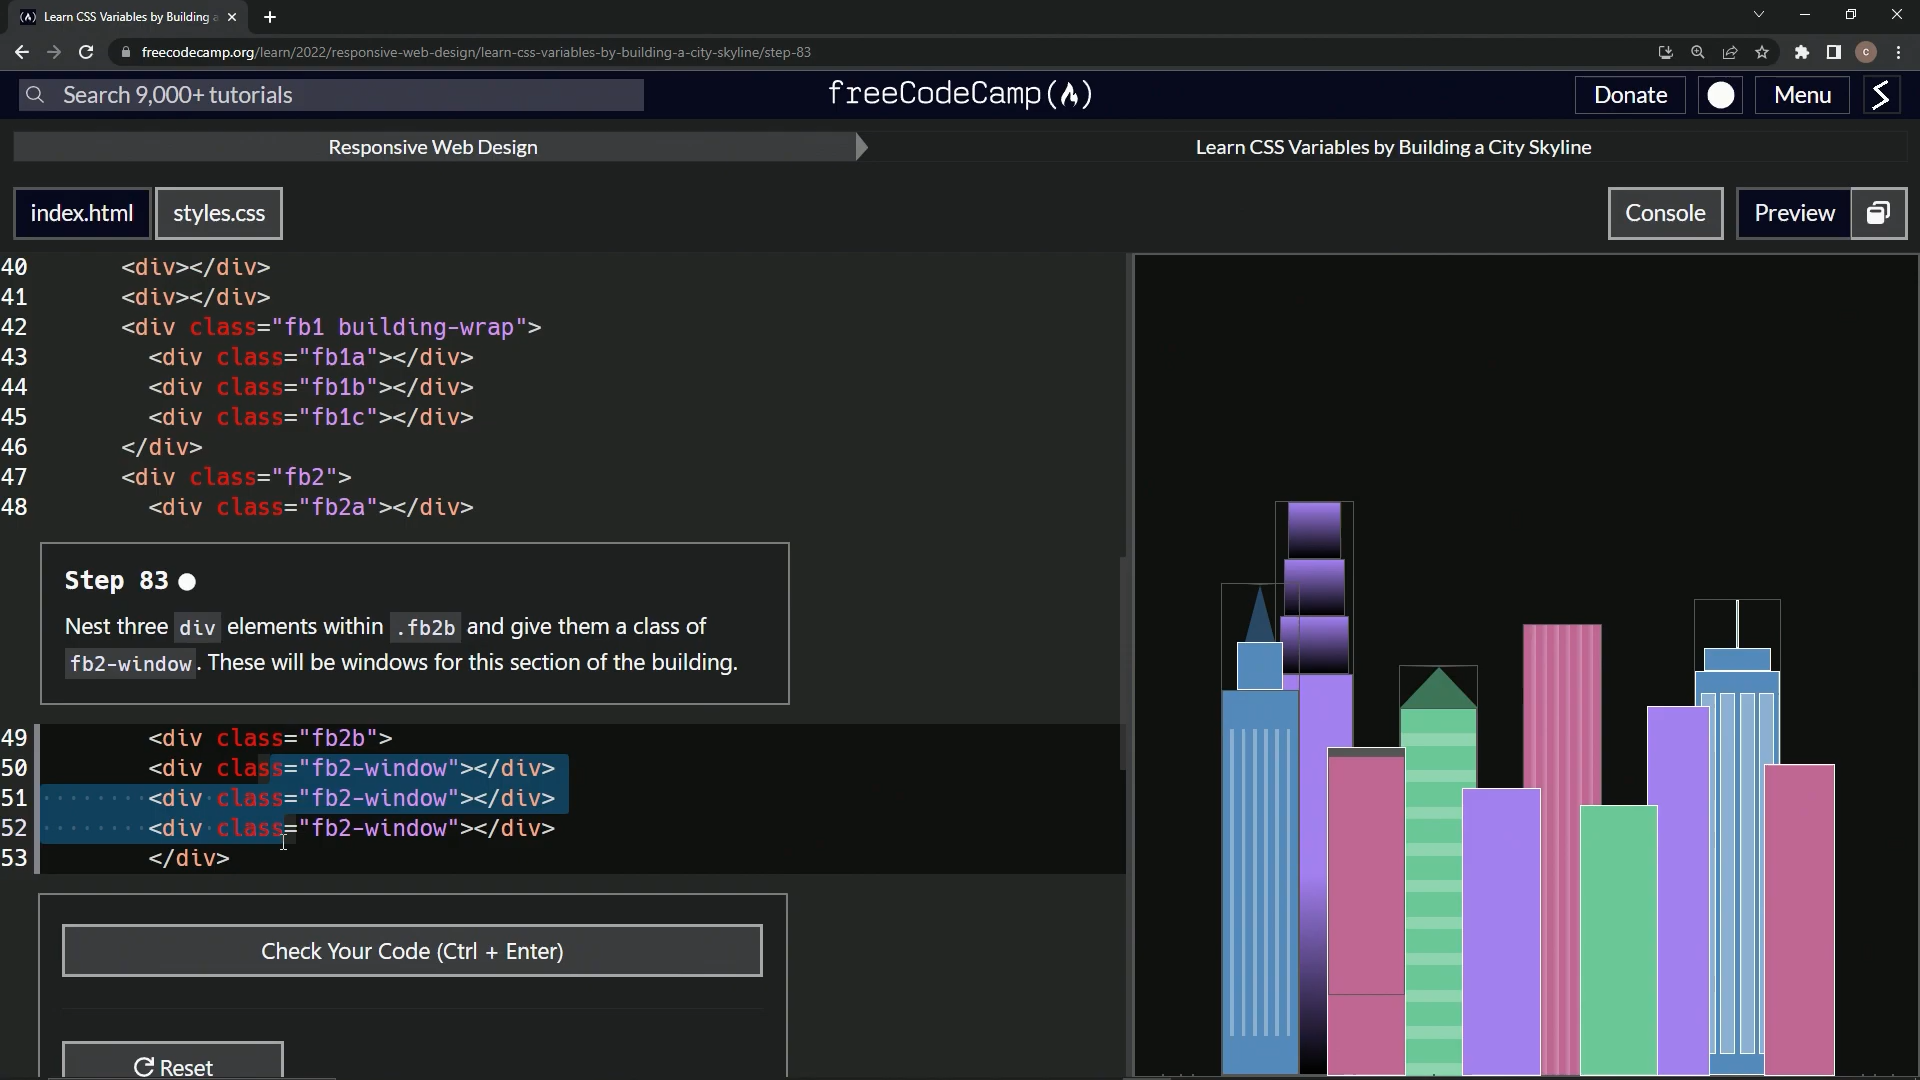 Learn CSS Variables by Building a
freecodecamp.org/learn/2022/responsive-web-design/learn-css-variables-by-building-a-city-skyline/step-83
C
Search 9,000+ tutorials
freeCodeCamp
Donate
Menu
Responsive Web Design
Learn CSS Variables by Building a City Skyline
index.html
styles.css
Console
Preview
40 <div></div>
41 <div></div>
42 <div class="fb1 building-wrap">
43 <div class="fb1a"></div>
44 <div class="fb1b"></div>
45 <div class="fb1c"></div>
46 </div>
47 <div class="fb2">
48 <div class="fb2a"></div>
Step 83
Nest three div elements within .fb2b and give them a class of
fb2-window. These will be windows for this section of the building.
49 <div class="fb2b">
50 <div class="fb2-window"></div>
51 <div class="fb2-window"></div>
52 <div class="fb2-window"></div>
53 </div>
Check Your Code (Ctrl + Enter)
Reset